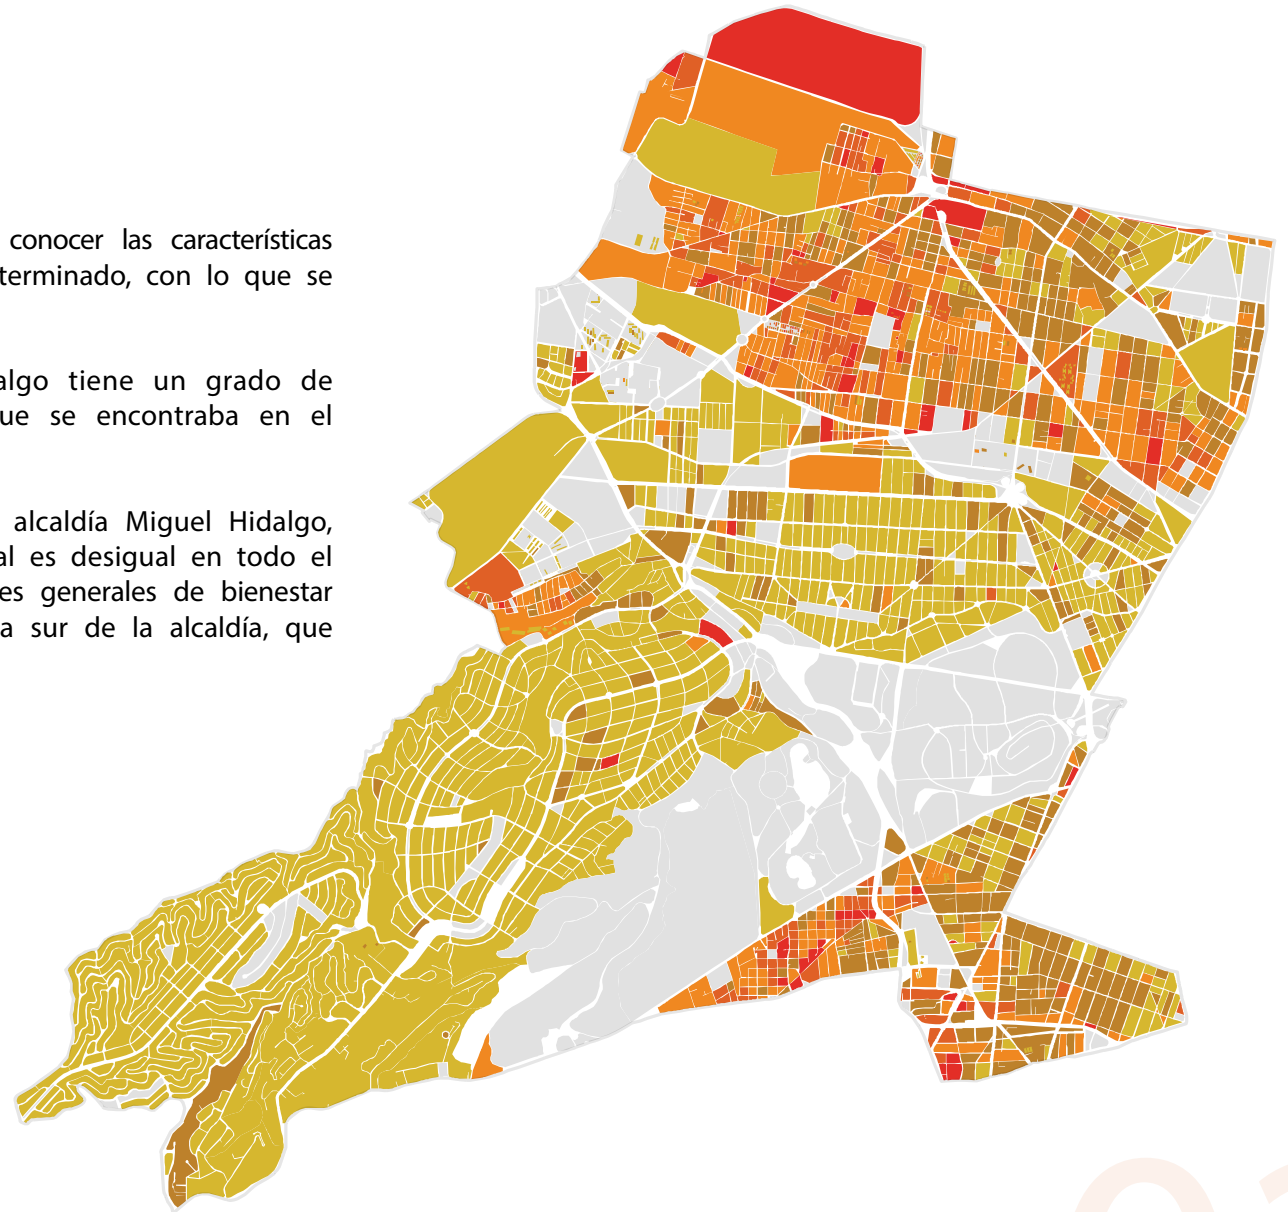 conocer las características
terminado, con lo que se
algo tiene un grado de
que se encontraba en el
alcaldía Miguel Hidalgo,
al es desigual en todo el
es generales de bienestar
a sur de la alcaldía, que